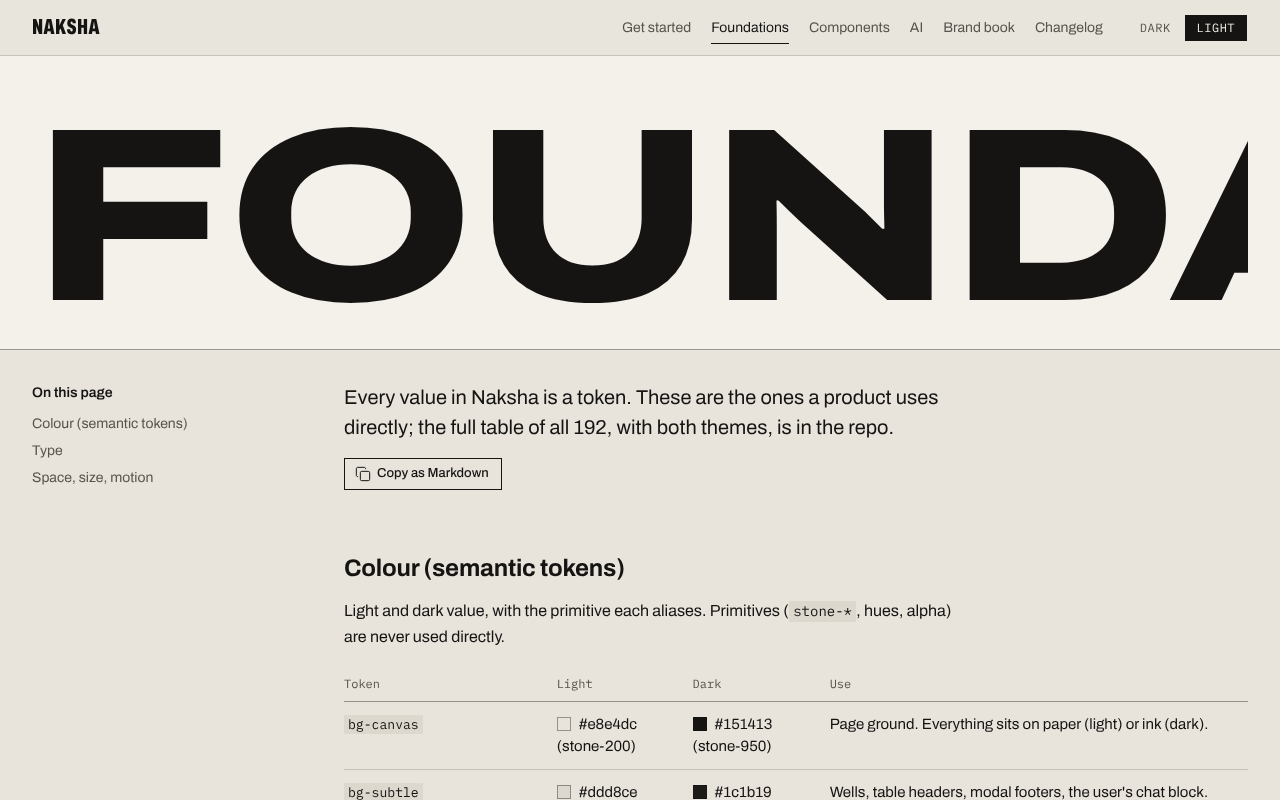 NAKSHA
Get started
Foundations
Components
AI
Brand book
Changelog
DARK
LIGHT
FOUNDA
On this page
Colour (semantic tokens)
Type
Space, size, motion
Every value in Naksha is a token. These are the ones a product uses
directly; the full table of all 192, with both themes, is in the repo.
Copy as Markdown
Colour (semantic tokens)
Light and dark value, with the primitive each aliases. Primitives ( stone-* , hues, alpha)
are never used directly.
Token Light Dark Use
bg-canvas #e8e4dc #151413 Page ground. Everything sits on paper (light) or ink (dark).
(stone-200) (stone-950)
bg-subtle #ddd8ce #1c1b19 Wells, table headers, modal footers, the user's chat block.